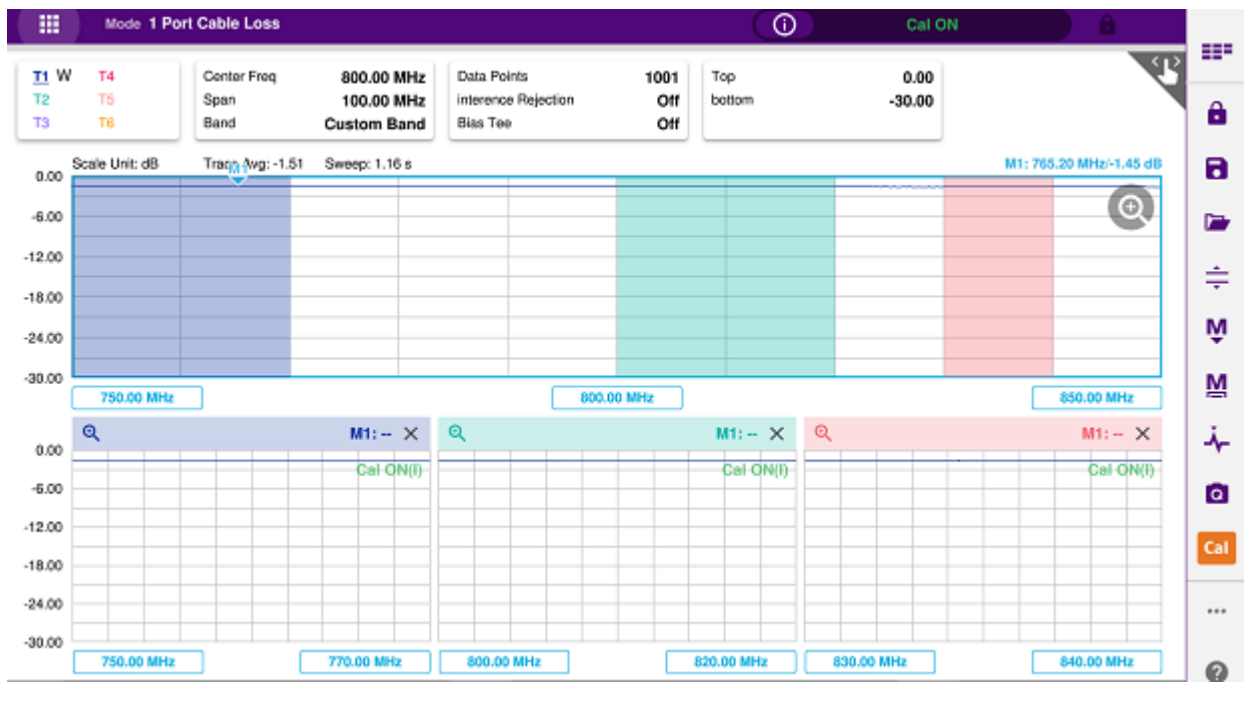 Mode 1 Port Cable Loss
Cal ON
T1 W T4
T2 T5
T3 T6
Center Freq 800.00 MHz
Span 100.00 MHz
Band Custom Band
Data Points 1001
interence Rejection Off
Bias Tee Off
Top 0.00
bottom -30.00
Scale Unit: dB Trace Avg: -1.51 Sweep: 1.16 s M1: 765.20 MHz/-1.45 dB
M1
0.00
-6.00
-12.00
-18.00
-24.00
-30.00
750.00 MHz 800.00 MHz 850.00 MHz
M1: -- M1: -- M1: --
0.00
Cal ON(I) Cal ON(I) Cal ON(I)
-6.00
-12.00
-18.00
-24.00
-30.00
750.00 MHz 770.00 MHz 800.00 MHz 820.00 MHz 830.00 MHz 840.00 MHz
M
M
Cal